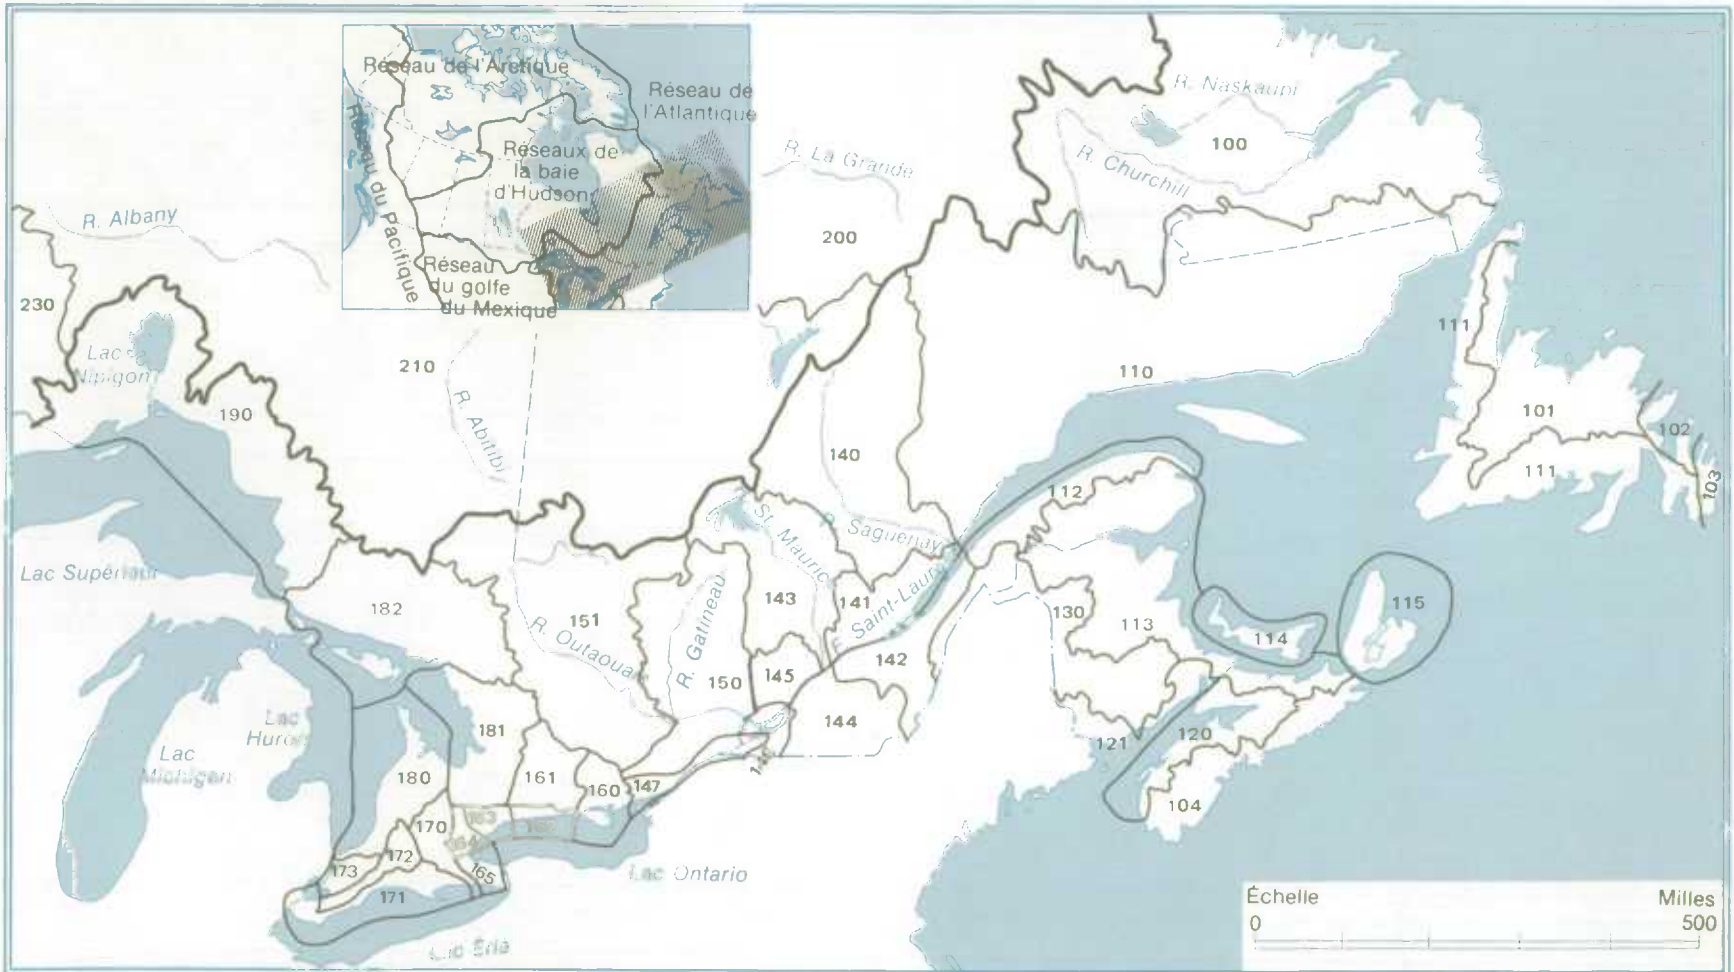 Réseau de l'Arctique
Réseau de
l'Atlantique
Réseaux de
la baie
d'Hudson
Réseau du Pacifique
Réseau
du golfe
du Mexique
R. Naskaupi
100
R. Churchill
R. La Grande
200
R. Albany
230
Lac
Nipigon
210
R. Abitibi
190
110
111
101
102
111
103
140
112
R. Saguenay
St. Maurice
Lac Supérieur
182
151
R. Outaouais
R. Gatineau
143
141
F. Saint-Laurent
130
113
114
115
150
145
142
144
181
Lac
Huron
Lac
Michigan
121
120
180
161
160
147
104
170
163
162
164
172
173
165
171
Lac Ontario
Lac Érié
Échelle
Milles
0
500